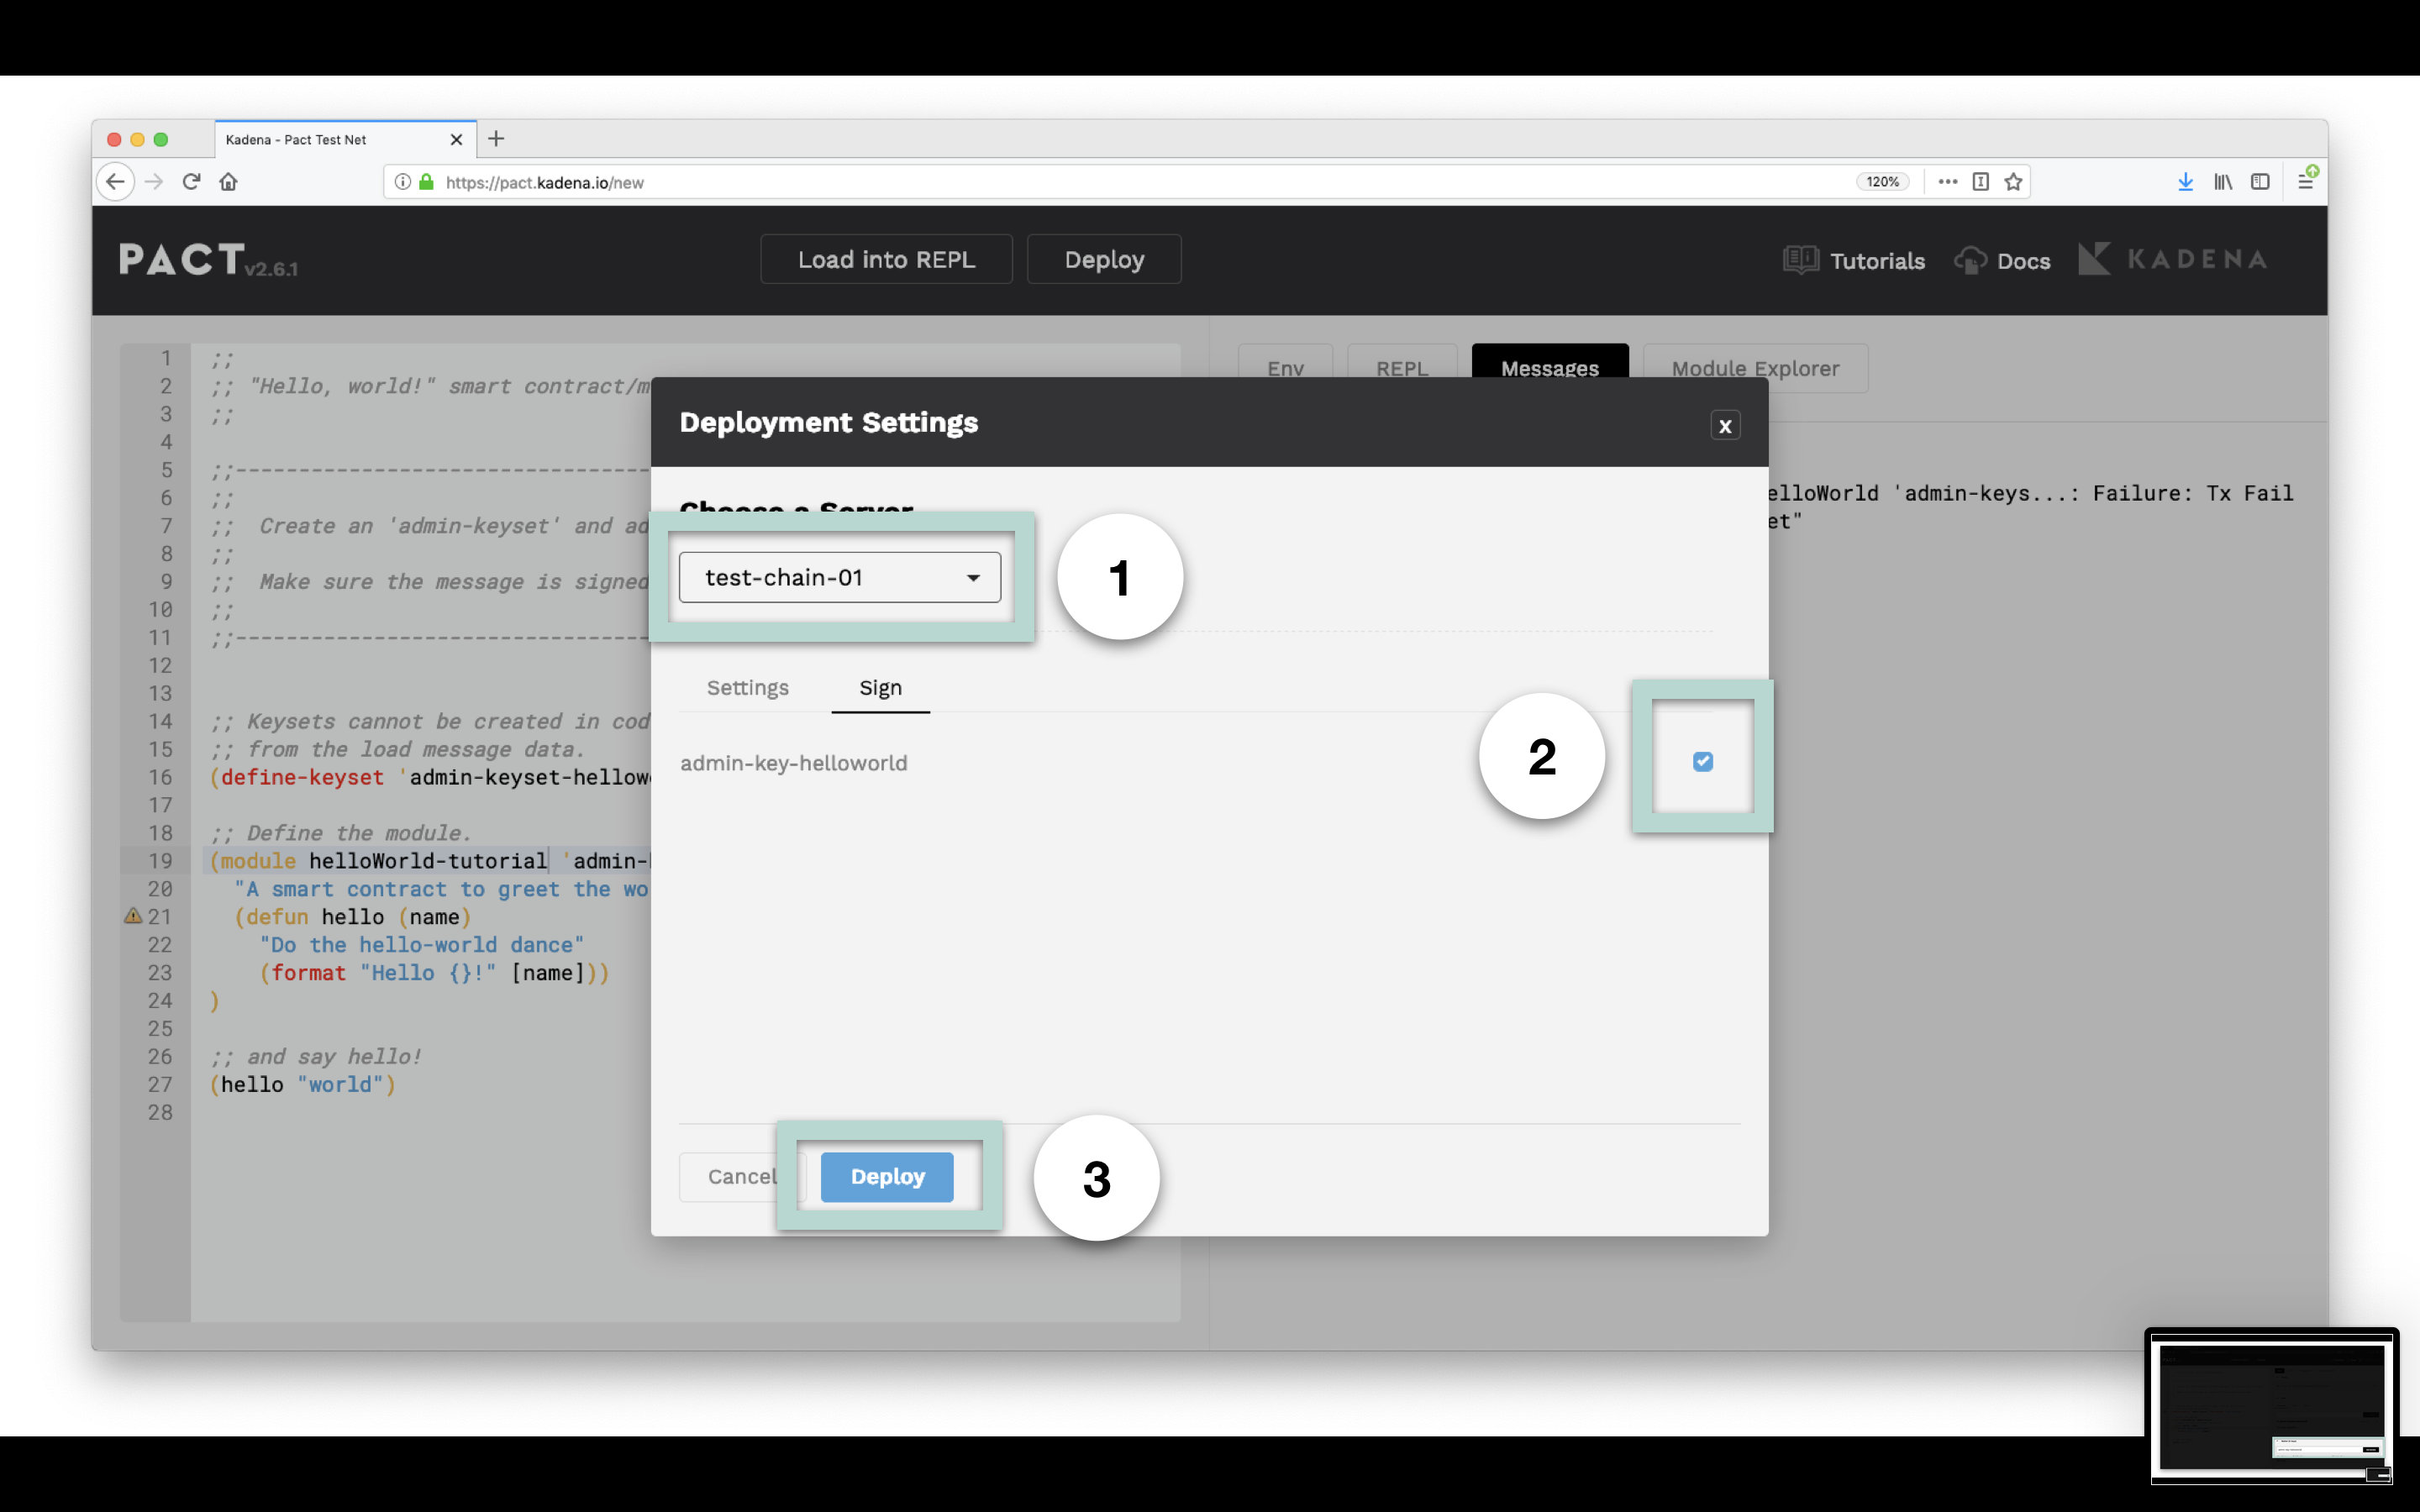 Kadena - Pact Test Net
https://pact.kadena.io/new
120%
PACT v2.6.1
Load into REPL
Deploy
Tutorials
Docs
KADENA
Env
REPL
Messages
Module Explorer
1 ;;
2 ;; "Hello, world!" smart contract/m
3 ;;
4
5 ;;---------------------------------
6 ;;
7 ;; Create an 'admin-keyset' and ad
8 ;;
9 ;; Make sure the message is signed
10 ;;
11 ;;---------------------------------
12
13
14 ;; Keysets cannot be created in cod
15 ;; from the load message data.
16 (define-keyset 'admin-keyset-hellow
17
18 ;; Define the module.
19 (module helloWorld-tutorial 'admin-
20 "A smart contract to greet the wo
21 (defun hello (name)
22 "Do the hello-world dance"
23 (format "Hello {}!" [name]))
24 )
25
26 ;; and say hello!
27 (hello "world")
28
elloWorld 'admin-keys...: Failure: Tx Fail
et"
Deployment Settings
x
Choose a Server
test-chain-01
1
Settings
Sign
admin-key-helloworld
2
Cancel
Deploy
3